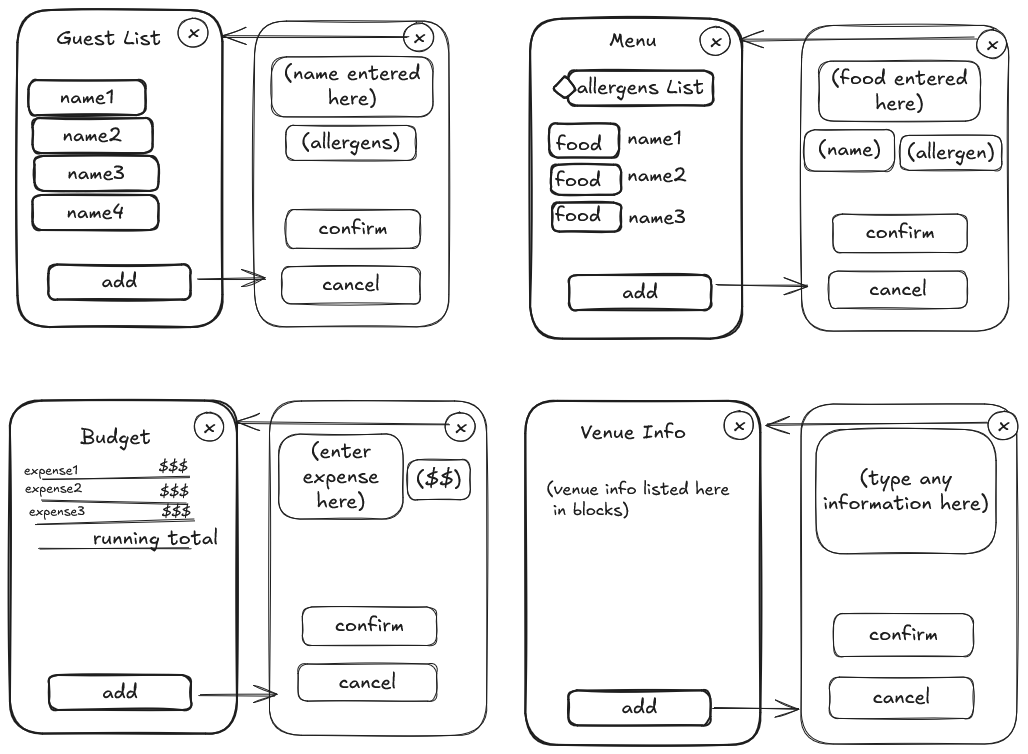 Guest List
x
name1
name2
name3
name4
add
x
(name entered
here)
(allergens)
confirm
cancel
Menu
x
allergens List
food name1
food name2
food name3
add
x
(food entered
here)
(name) (allergen)
confirm
cancel
Budget
x
expense1 $$$
expense2 $$$
expense3 $$$
running total
add
x
(enter
expense
here)
($$)
confirm
cancel
Venue Info
x
(venue info listed here
in blocks)
add
x
(type any
information here)
confirm
cancel